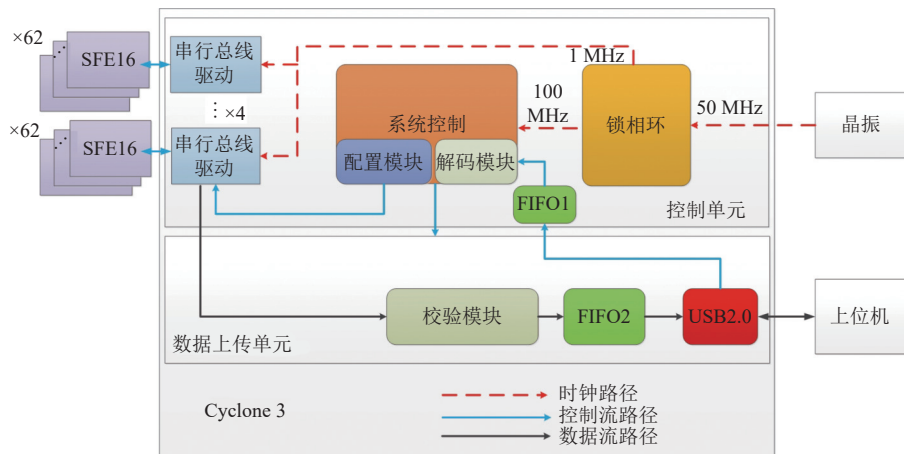 ×62
SFE16
串行总线
驱动
⋮ ×4
×62
SFE16
串行总线
驱动
1 MHz
系统控制
配置模块
解码模块
100
MHz
锁相环
50 MHz
晶振
FIFO1
控制单元
校验模块
FIFO2
USB2.0
上位机
数据上传单元
Cyclone 3
时钟路径
控制流路径
数据流路径